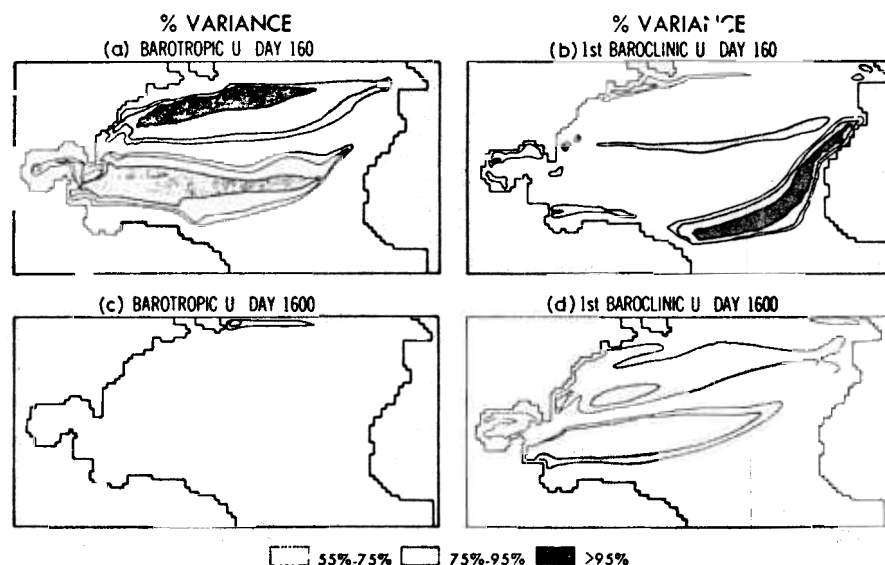 % VARIANCE
(a) BAROTROPIC U DAY 160
% VARIANCE
(b) 1st BAROCLINIC U DAY 160
(c) BAROTROPIC U DAY 1600
(d) 1st BAROCLINIC U DAY 1600
55%-75% 75%-95% >95%